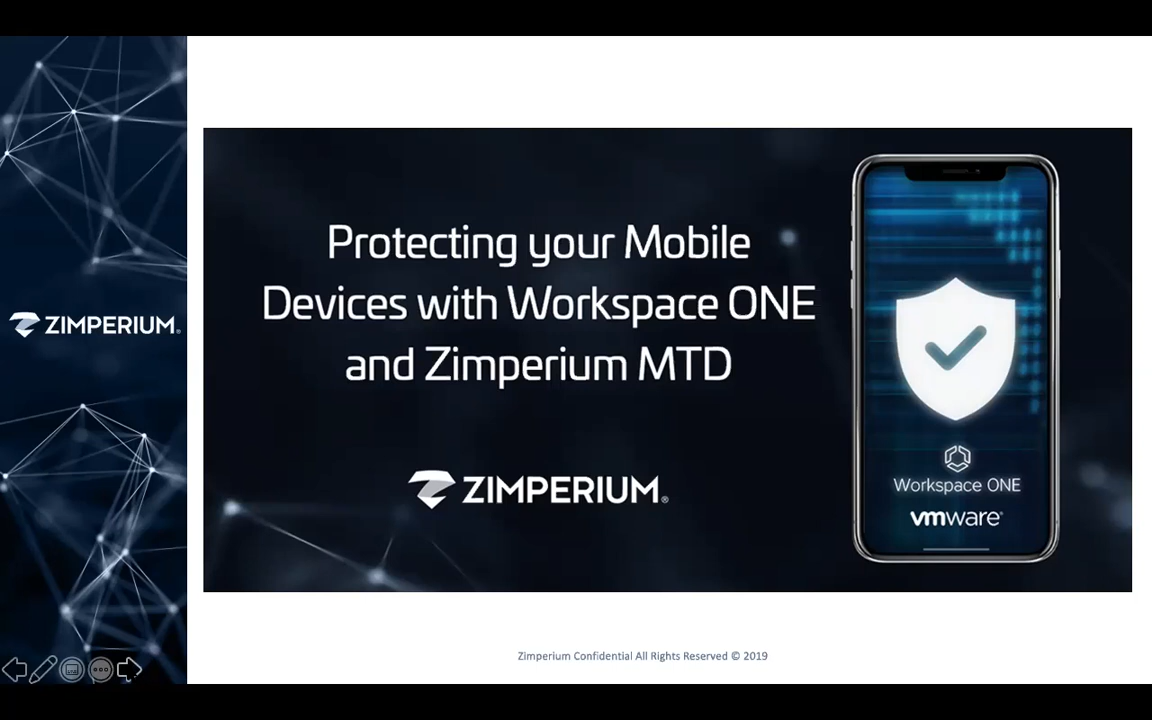 ZIMPERIUM®
Protecting your Mobile
Devices with Workspace ONE
and Zimperium MTD
ZIMPERIUM®
Workspace ONE
vmware®
Zimperium Confidential All Rights Reserved © 2019